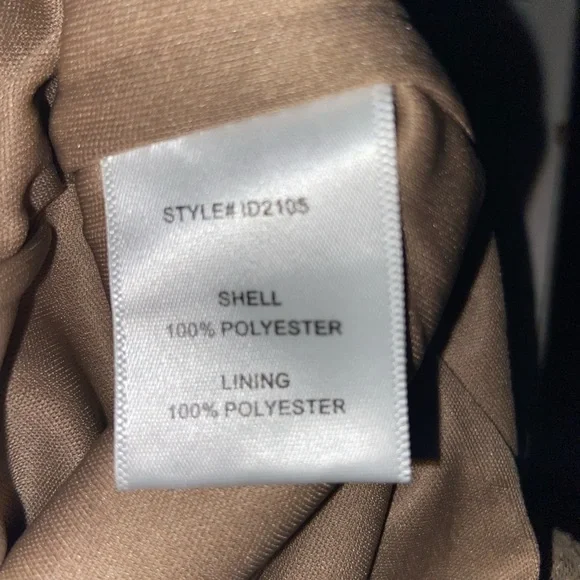 STYLE# ID2105
SHELL
100% POLYESTER
LINING
100% POLYESTER